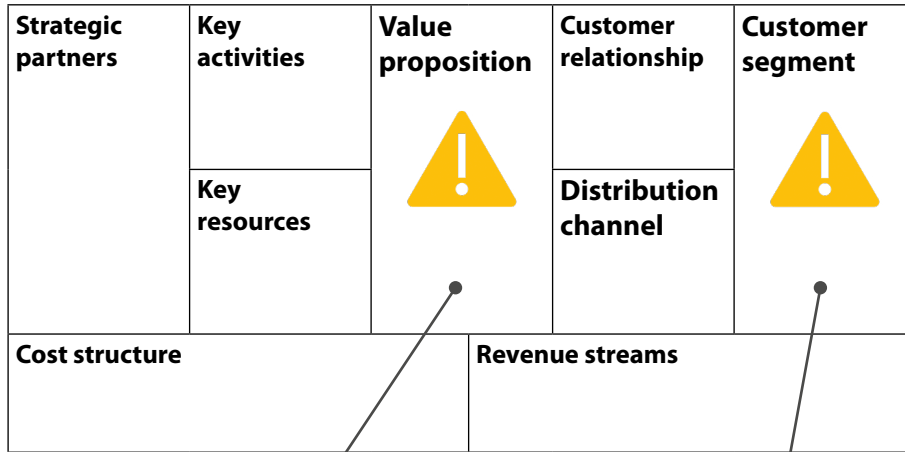 Strategic
partners
Key
activities
Value
proposition
Customer
relationship
Customer
segment
Key
resources
Distribution
channel
Cost structure
Revenue streams